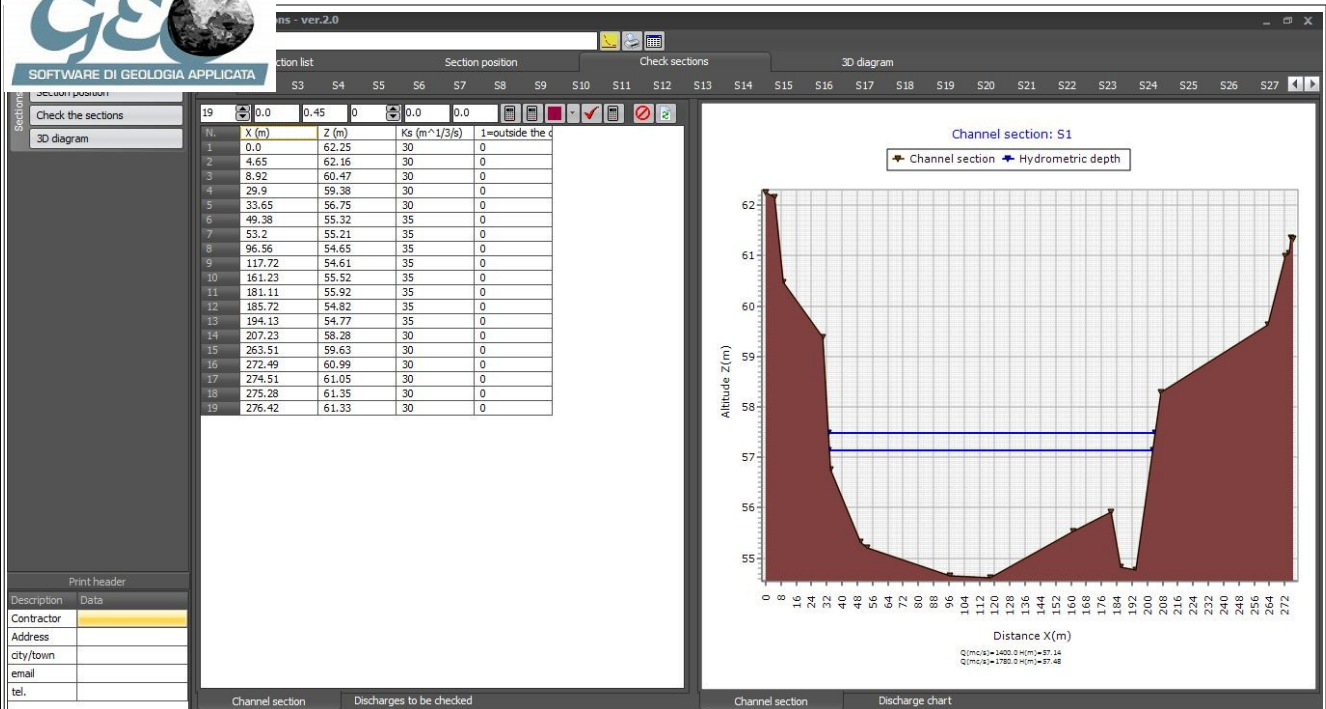 GEO
SOFTWARE DI GEOLOGIA APPLICATA
ons - ver.2.0
ction list Section position Check sections 3D diagram
S3 S4 S5 S6 S7 S8 S9 S10 S11 S12 S13 S14 S15 S16 S17 S18 S19 S20 S21 S22 S23 S24 S25 S26 S27
Sections
Section position
Check the sections
3D diagram
19 0.0 0.45 0 0.0 0.0
N. X (m) Z (m) Ks (m^1/3/s) 1=outside the c
1 0.0 62.25 30 0
2 4.65 62.16 30 0
3 8.92 60.47 30 0
4 29.9 59.38 30 0
5 33.65 56.75 30 0
6 49.38 55.32 35 0
7 53.2 55.21 35 0
8 96.56 54.65 35 0
9 117.72 54.61 35 0
10 161.23 55.52 35 0
11 181.11 55.92 35 0
12 185.72 54.82 35 0
13 194.13 54.77 35 0
14 207.23 58.28 30 0
15 263.51 59.63 30 0
16 272.49 60.99 30 0
17 274.51 61.05 30 0
18 275.28 61.35 30 0
19 276.42 61.33 30 0
Channel section: S1
Channel section Hydrometric depth
Altitude Z(m)
62
61
60
59
58
57
56
55
0 8 16 24 32 40 48 56 64 72 80 88 96 104 112 120 128 136 144 152 160 168 176 184 192 200 208 216 224 232 240 248 256 264 272
Distance X(m)
Q(mc/s)=1400.0 H(m)=57.14
Q(mc/s)=1780.0 H(m)=57.48
Print header
Description Data
Contractor
Address
city/town
email
tel.
Channel section Discharges to be checked
Channel section Discharge chart